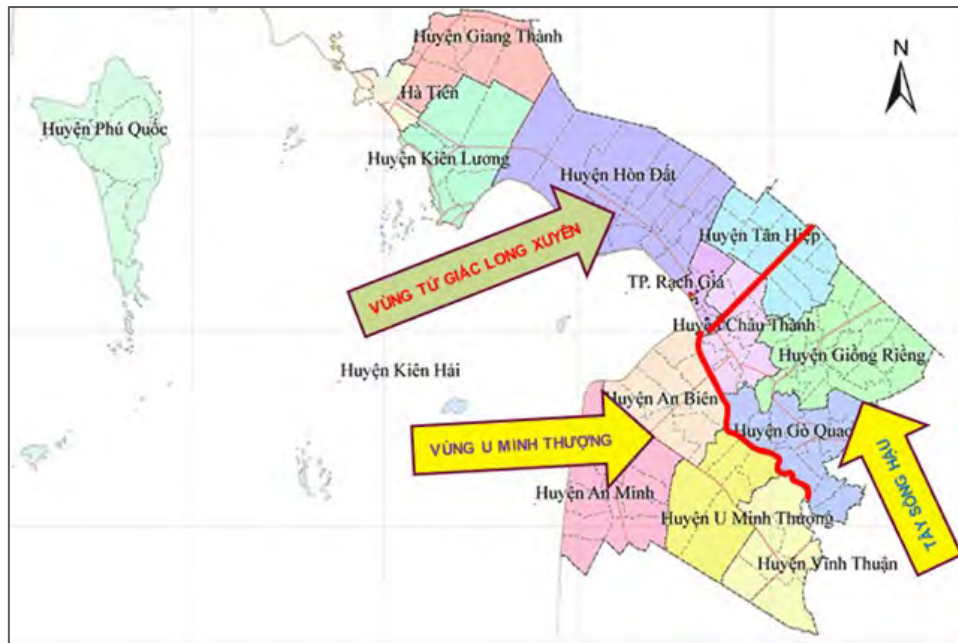 Huyện Giang Thành
N
Hà Tiên
Huyện Phú Quốc
Huyện Kiên Lương
Huyện Hòn Đất
Huyện Tân Hiệp
VÙNG TỨ GIÁC LONG XUYÊN
TP. Rạch Giá
Huyện Châu Thành
Huyện Giồng Riềng
Huyện Kiên Hải
Huyện An Biên
Huyện Gò Quao
VÙNG U MINH THƯỢNG
TÂY SÔNG HẬU
Huyện An Minh
Huyện U Minh Thượng
Huyện Vĩnh Thuận